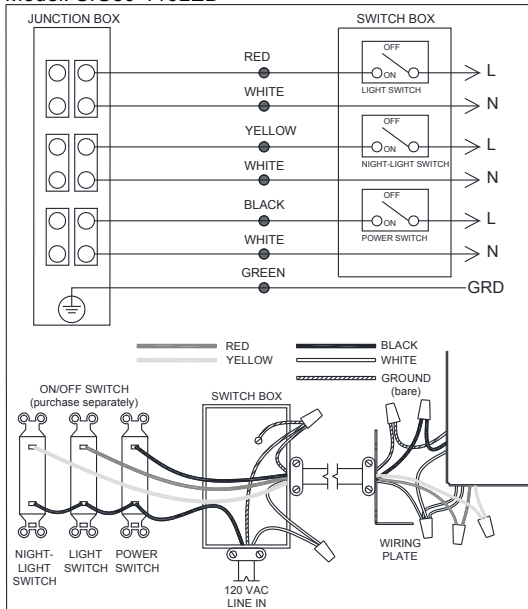 JUNCTION BOX
SWITCH BOX
RED
OFF
ON
L
LIGHT SWITCH
WHITE
N
YELLOW
OFF
ON
L
NIGHT-LIGHT SWITCH
WHITE
N
BLACK
OFF
ON
L
POWER SWITCH
WHITE
N
GREEN
GRD
RED
YELLOW
BLACK
WHITE
GROUND
(bare)
ON/OFF SWITCH
(purchase separately)
SWITCH BOX
NIGHT-
LIGHT
SWITCH
LIGHT
SWITCH
POWER
SWITCH
120 VAC
LINE IN
WIRING
PLATE